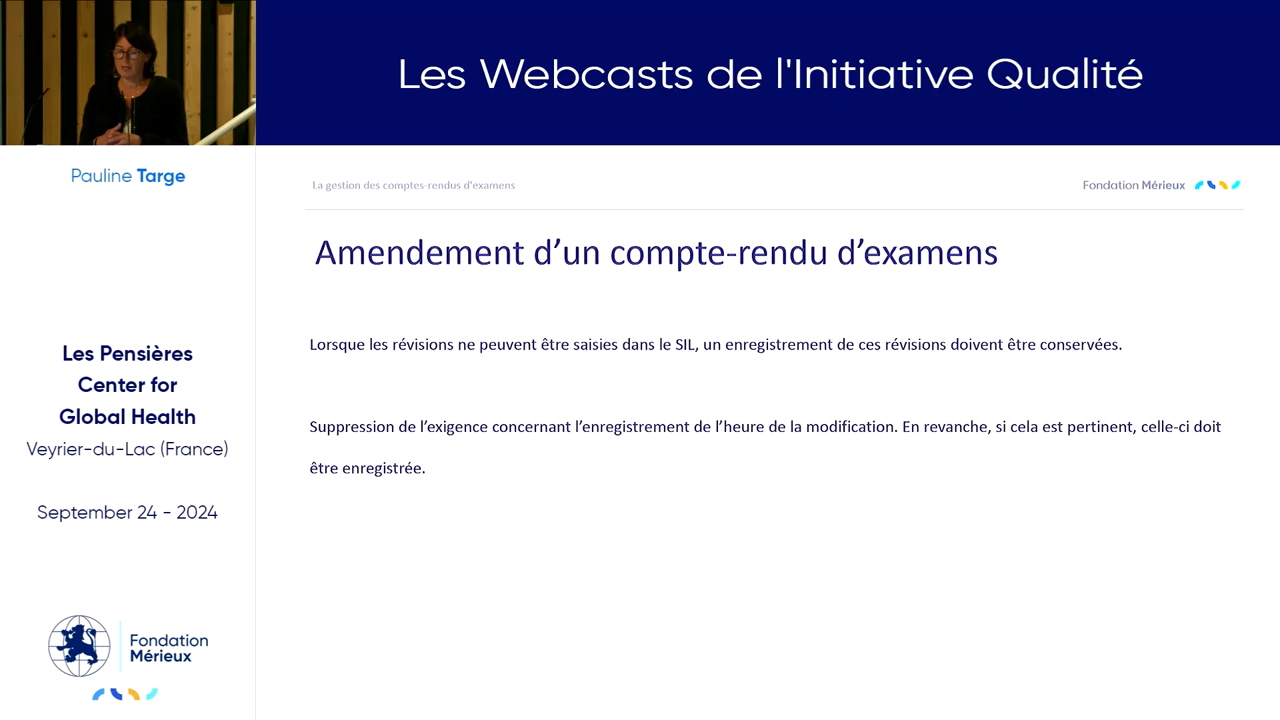 Les Webcasts de l'Initiative Qualité
Pauline Targe
Les Pensières
Center for
Global Health
Veyrier-du-Lac (France)
September 24 - 2024
Fondation
Mérieux
La gestion des comptes-rendus d'examens
Fondation Mérieux
Amendement d’un compte-rendu d’examens
Lorsque les révisions ne peuvent être saisies dans le SIL, un enregistrement de ces révisions doivent être conservées.
Suppression de l’exigence concernant l’enregistrement de l’heure de la modification. En revanche, si cela est pertinent, celle-ci doit
être enregistrée.